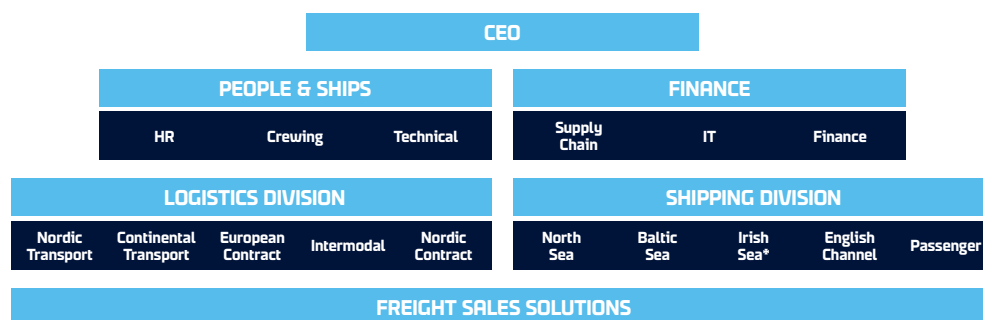 CEO
PEOPLE & SHIPS
FINANCE
HR
Crewing
Technical
Supply
Chain
IT
Finance
LOGISTICS DIVISION
SHIPPING DIVISION
Nordic
Transport
Continental
Transport
European
Contract
Intermodal
Nordic
Contract
North
Sea
Baltic
Sea
Irish
Sea*
English
Channel
Passenger
FREIGHT SALES SOLUTIONS